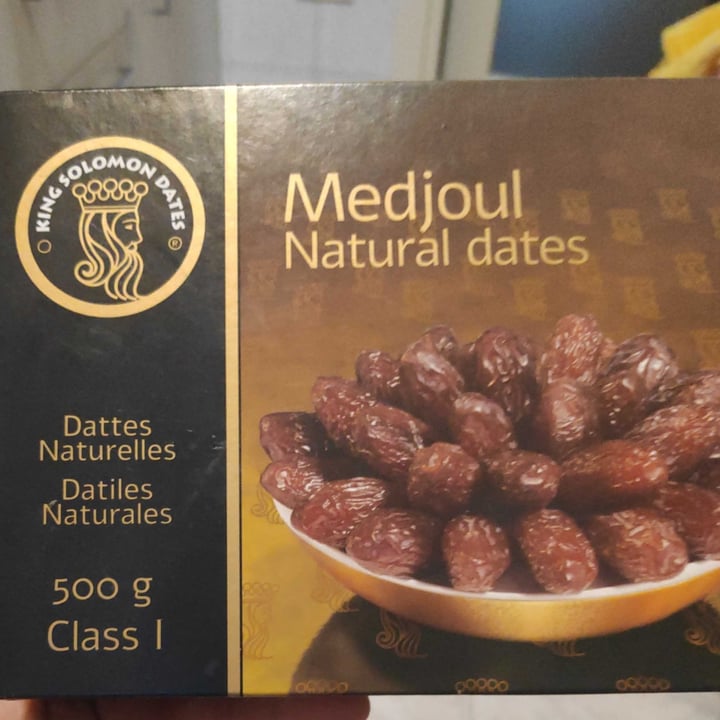 KING SOLOMON DATES
®
Medjoul
Natural dates
Dattes
Naturelles
Datiles
Naturales
500 g
Class I